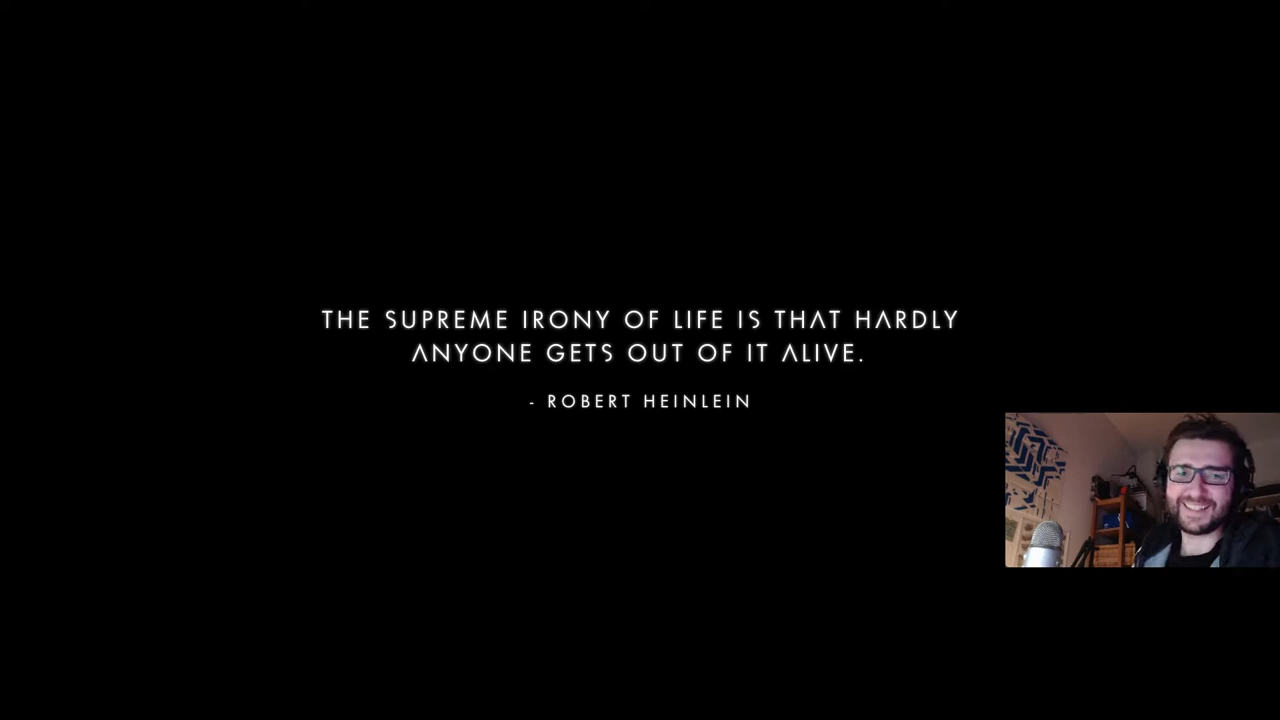 THE SUPREME IRONY OF LIFE IS THAT HARDLY
ANYONE GETS OUT OF IT ALIVE.
- ROBERT HEINLEIN